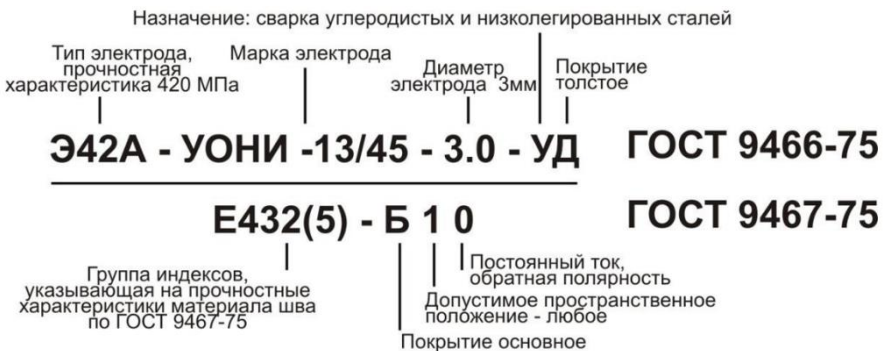 Назначение: сварка углеродистых и низколегированных сталей
Тип электрода,
прочностная
характеристика 420 МПа
Марка электрода
Диаметр
электрода 3мм
Покрытие
толстое
Э42А - УОНИ -13/45 - 3.0 - УД ГОСТ 9466-75
Е432(5) - Б 1 0 ГОСТ 9467-75
Группа индексов,
указывающая на прочностные
характеристики материала шва
по ГОСТ 9467-75
Постоянный ток,
обратная полярность
Допустимое пространственное
положение - любое
Покрытие основное